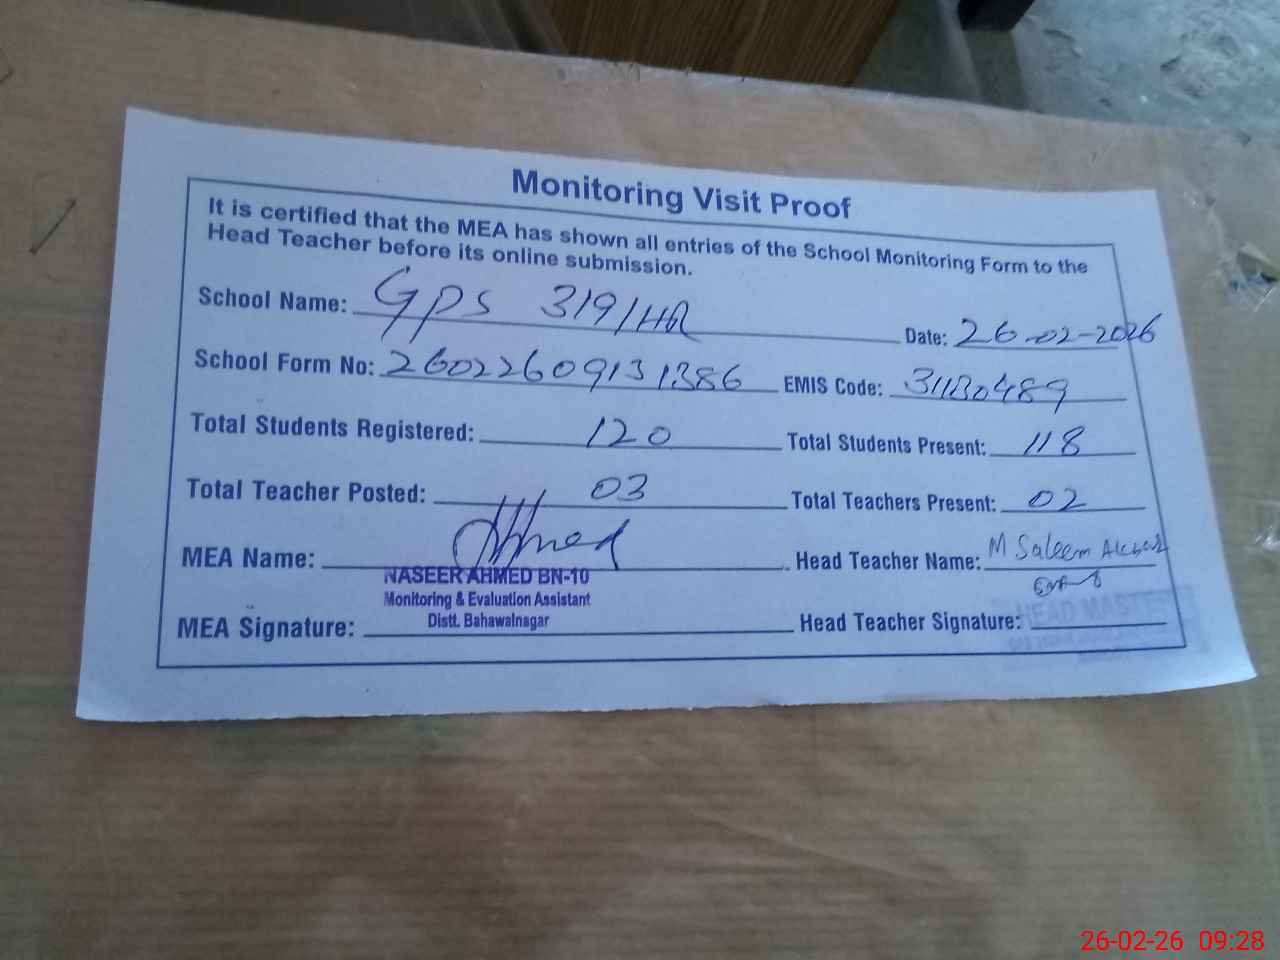 Monitoring Visit Proof
It is certified that the MEA has shown all entries of the School Monitoring Form to the
Head Teacher before its online submission.
School Name: GPS 319/HR
Date: 26-02-2026
School Form No: 26022609131386 EMIS Code: 31130489
Total Students Registered: 120 Total Students Present: 118
Total Teacher Posted: 03 Total Teachers Present: 02
MEA Name: Ahmed Head Teacher Name: M Saleem Akbar
NASEER AHMED BN-10
Monitoring & Evaluation Assistant
Distt. Bahawalnagar
MEA Signature: Head Teacher Signature:
HEAD MASTER
26-02-26 09:28